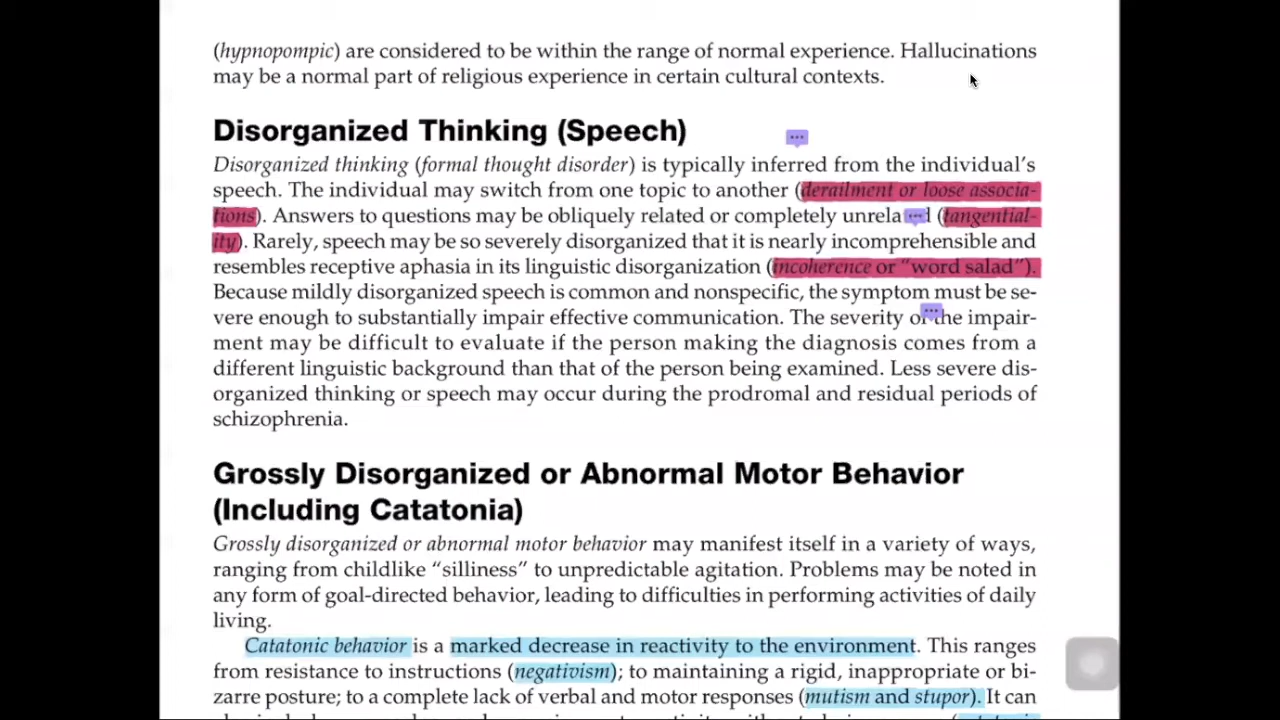 (hypnopompic) are considered to be within the range of normal experience. Hallucinations
may be a normal part of religious experience in certain cultural contexts.
Disorganized Thinking (Speech)
Disorganized thinking (formal thought disorder) is typically inferred from the individual's
speech. The individual may switch from one topic to another (derailment or loose associa-
tions). Answers to questions may be obliquely related or completely unrela d (tangential-
ity). Rarely, speech may be so severely disorganized that it is nearly incomprehensible and
resembles receptive aphasia in its linguistic disorganization (incoherence or "word salad").
Because mildly disorganized speech is common and nonspecific, the symptom must be se-
vere enough to substantially impair effective communication. The severity of the impair-
ment may be difficult to evaluate if the person making the diagnosis comes from a
different linguistic background than that of the person being examined. Less severe dis-
organized thinking or speech may occur during the prodromal and residual periods of
schizophrenia.
Grossly Disorganized or Abnormal Motor Behavior
(Including Catatonia)
Grossly disorganized or abnormal motor behavior may manifest itself in a variety of ways,
ranging from childlike "silliness" to unpredictable agitation. Problems may be noted in
any form of goal-directed behavior, leading to difficulties in performing activities of daily
living.
Catatonic behavior is a marked decrease in reactivity to the environment. This ranges
from resistance to instructions (negativism); to maintaining a rigid, inappropriate or bi-
zarre posture; to a complete lack of verbal and motor responses (mutism and stupor). It can